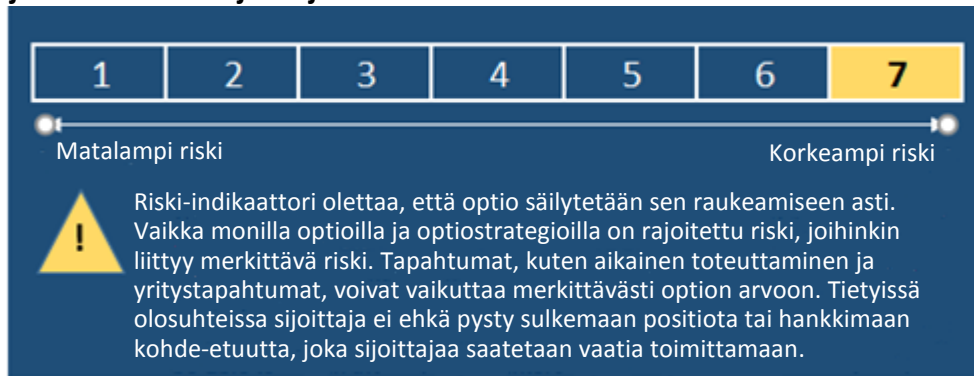 1 2 3 4 5 6 7
Matalampi riski Korkeampi riski
! Riski-indikaattori olettaa, että optio säilytetään sen raukeamiseen asti.
Vaikka monilla optioilla ja optiostrategioilla on rajoitettu riski, joihinkin
liittyy merkittävä riski. Tapahtumat, kuten aikainen toteuttaminen ja
yritystapahtumat, voivat vaikuttaa merkittävästi option arvoon. Tietyissä
olosuhteissa sijoittaja ei ehkä pysty sulkemaan positiota tai hankkimaan
kohde-etuutta, joka sijoittajaa saatetaan vaatia toimittamaan.